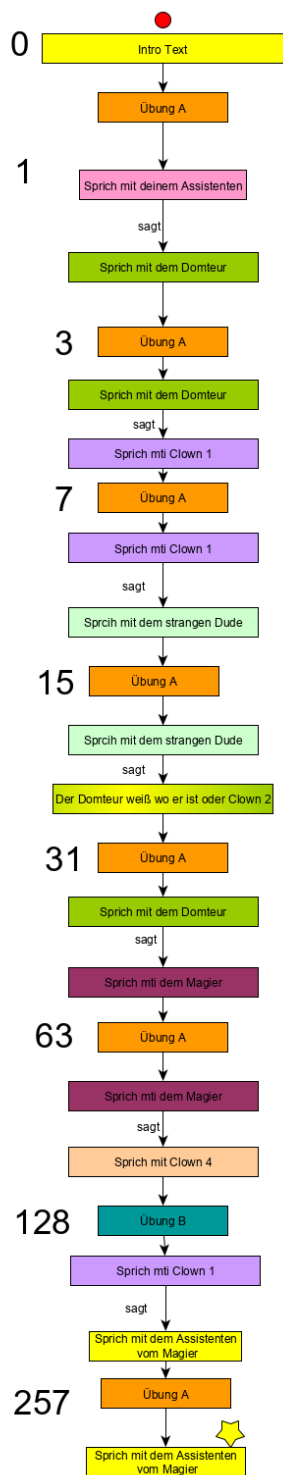 0
Intro Text
Übung A
1
Sprich mit deinem Assistenten
sagt
Sprich mit dem Domteur
3
Übung A
Sprich mit dem Domteur
sagt
Sprich mti Clown 1
7
Übung A
Sprich mti Clown 1
sagt
Sprcih mit dem strangen Dude
15
Übung A
Sprcih mit dem strangen Dude
sagt
Der Domteur weiß wo er ist oder Clown 2
31
Übung A
Sprich mit dem Domteur
sagt
Sprich mti dem Magier
63
Übung A
Sprich mti dem Magier
sagt
Sprich mit Clown 4
128
Übung B
Sprich mti Clown 1
sagt
Sprich mit dem Assistenten
vom Magier
257
Übung A
Sprich mit dem Assistenten
vom Magier